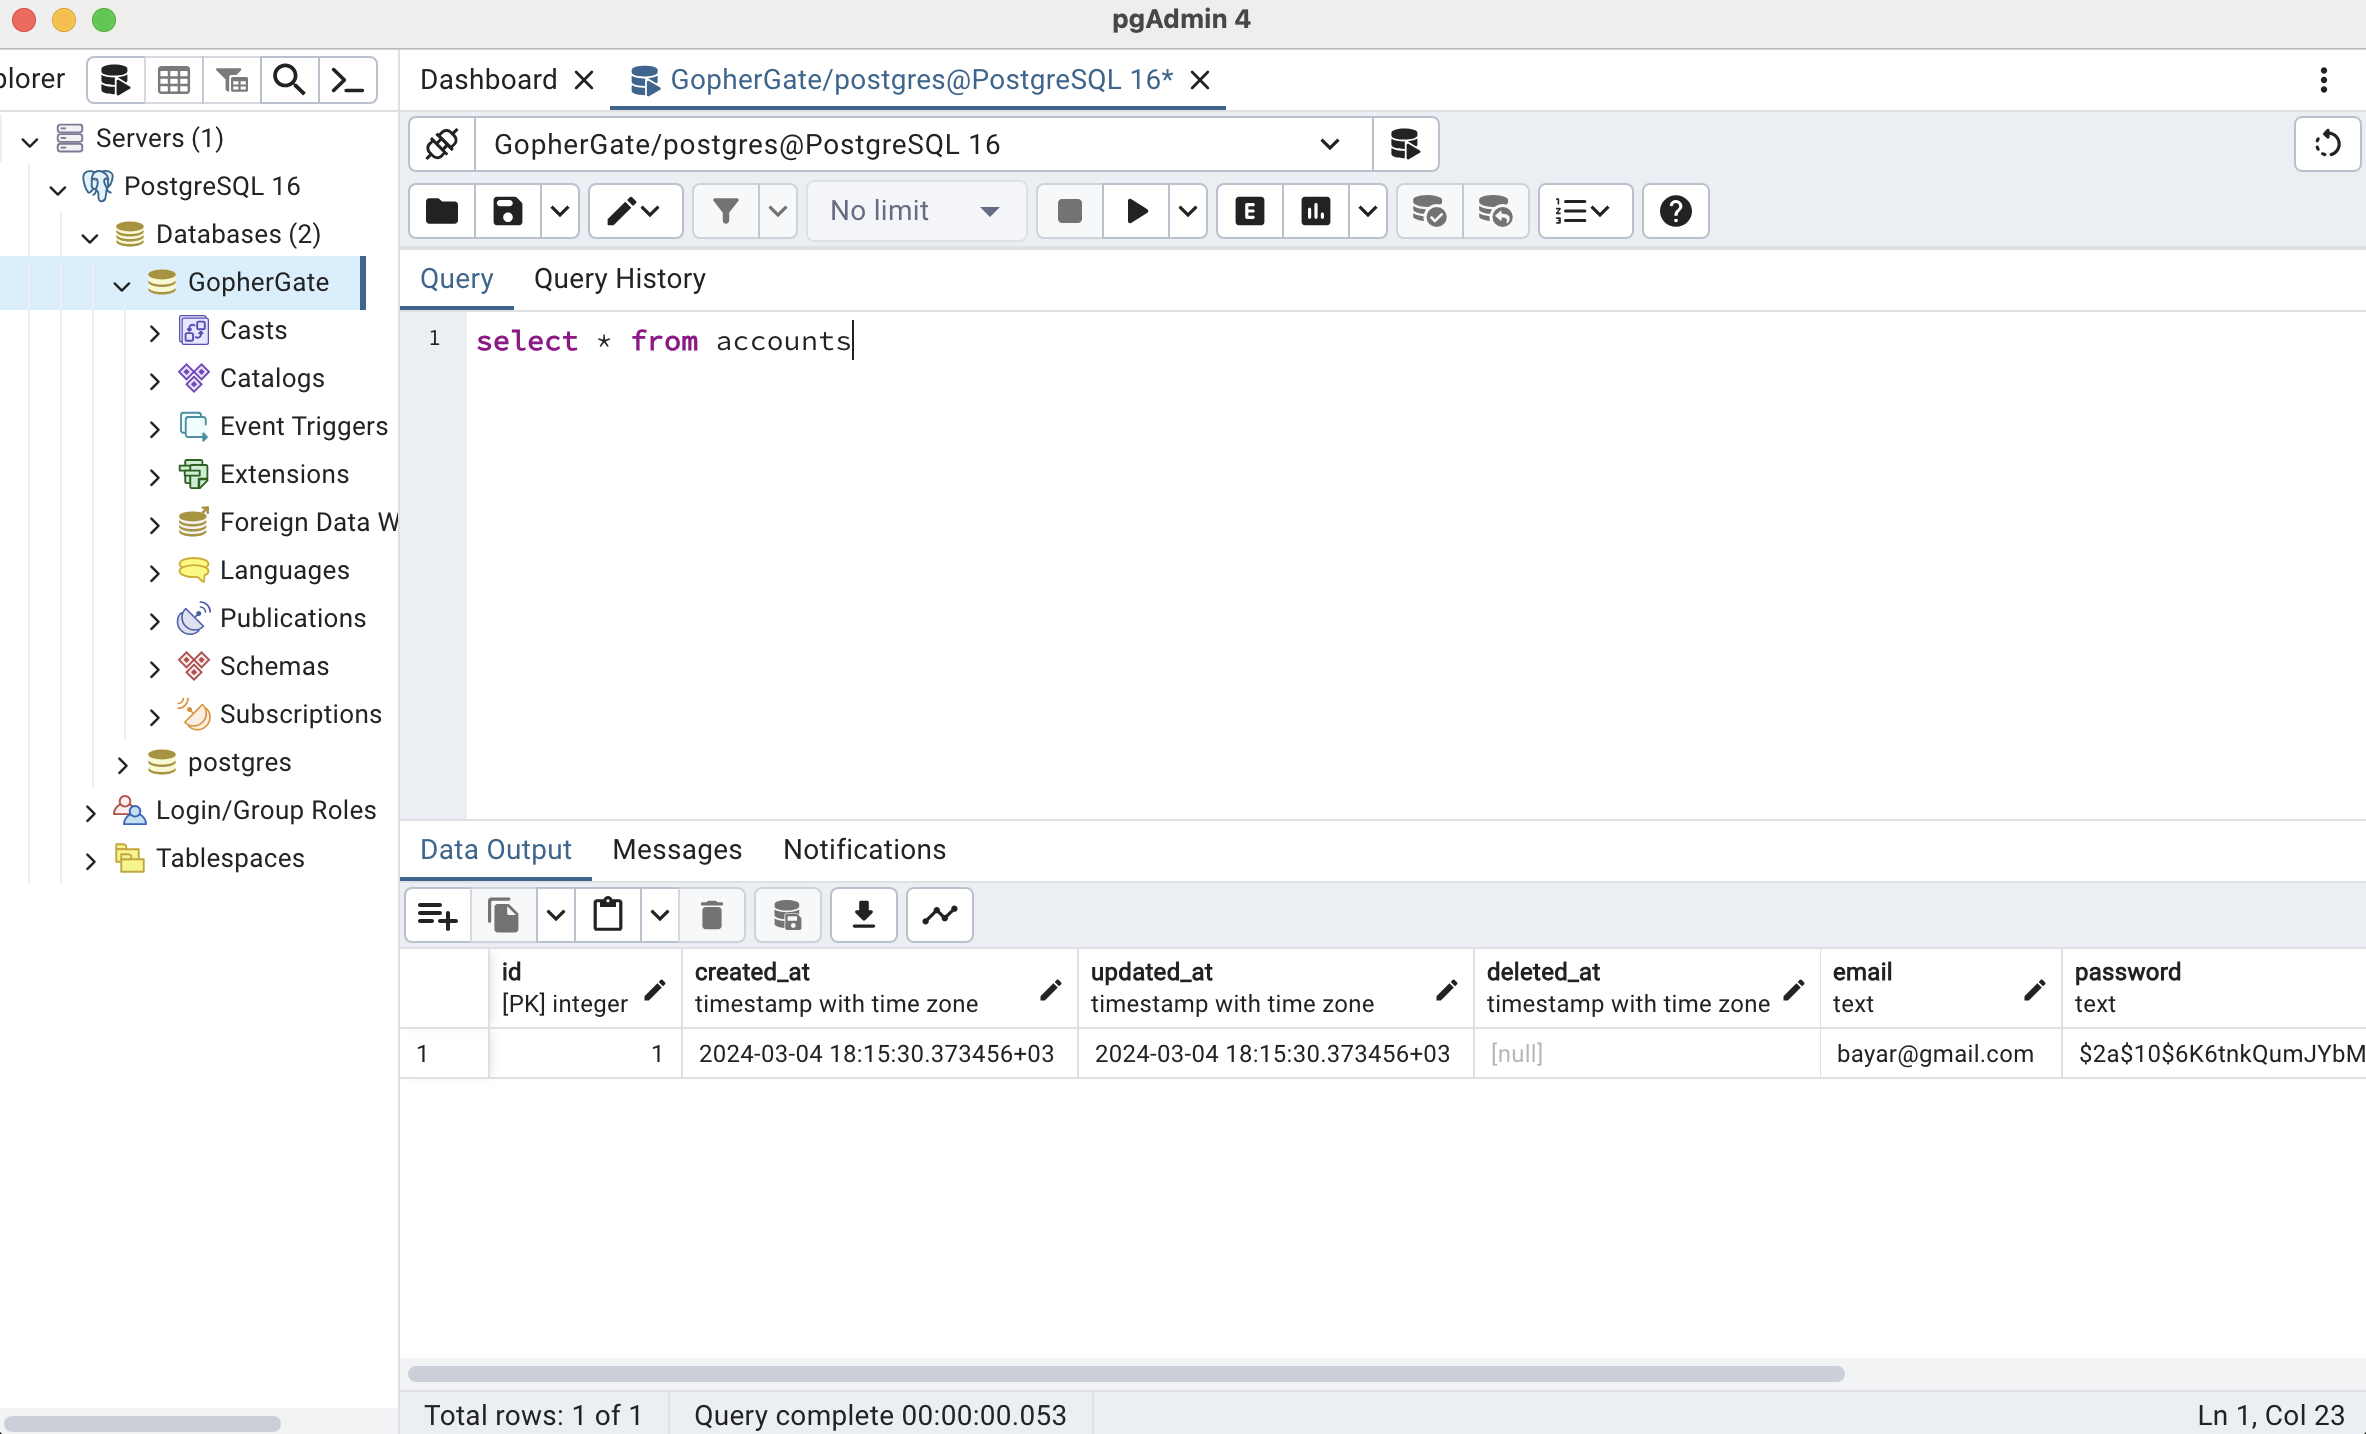 pgAdmin 4
plorer
Dashboard
GopherGate/postgres@PostgreSQL 16*
Servers (1)
PostgreSQL 16
Databases (2)
GopherGate
Casts
Catalogs
Event Triggers
Extensions
Foreign Data W
Languages
Publications
Schemas
Subscriptions
postgres
Login/Group Roles
Tablespaces
GopherGate/postgres@PostgreSQL 16
No limit
E
Query Query History
1 select * from accounts
Data Output Messages Notifications
id created_at updated_at deleted_at email password
[PK] integer timestamp with time zone timestamp with time zone timestamp with time zone text text
1 1 2024-03-04 18:15:30.373456+03 2024-03-04 18:15:30.373456+03 [null] bayar@gmail.com $2a$10$6K6tnkQumJYbM
Total rows: 1 of 1 Query complete 00:00:00.053 Ln 1, Col 23